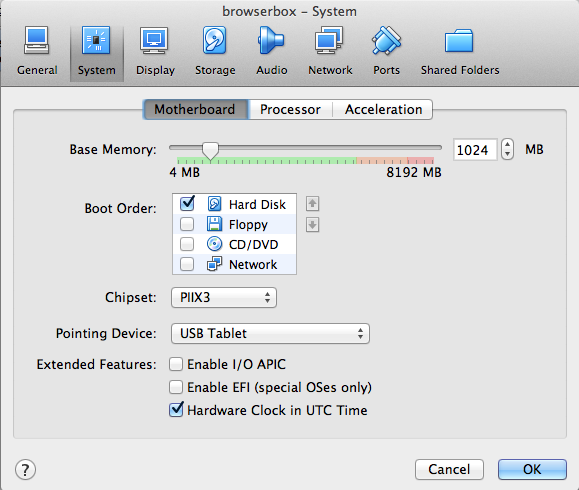 browserbox – System
General System Display Storage Audio Network Ports Shared Folders
Motherboard Processor Acceleration
Base Memory: 1024 MB
4 MB 8192 MB
Boot Order: Hard Disk
Floppy
CD/DVD
Network
Chipset: PIIX3
Pointing Device: USB Tablet
Extended Features: Enable I/O APIC
Enable EFI (special OSes only)
Hardware Clock in UTC Time
? Cancel OK